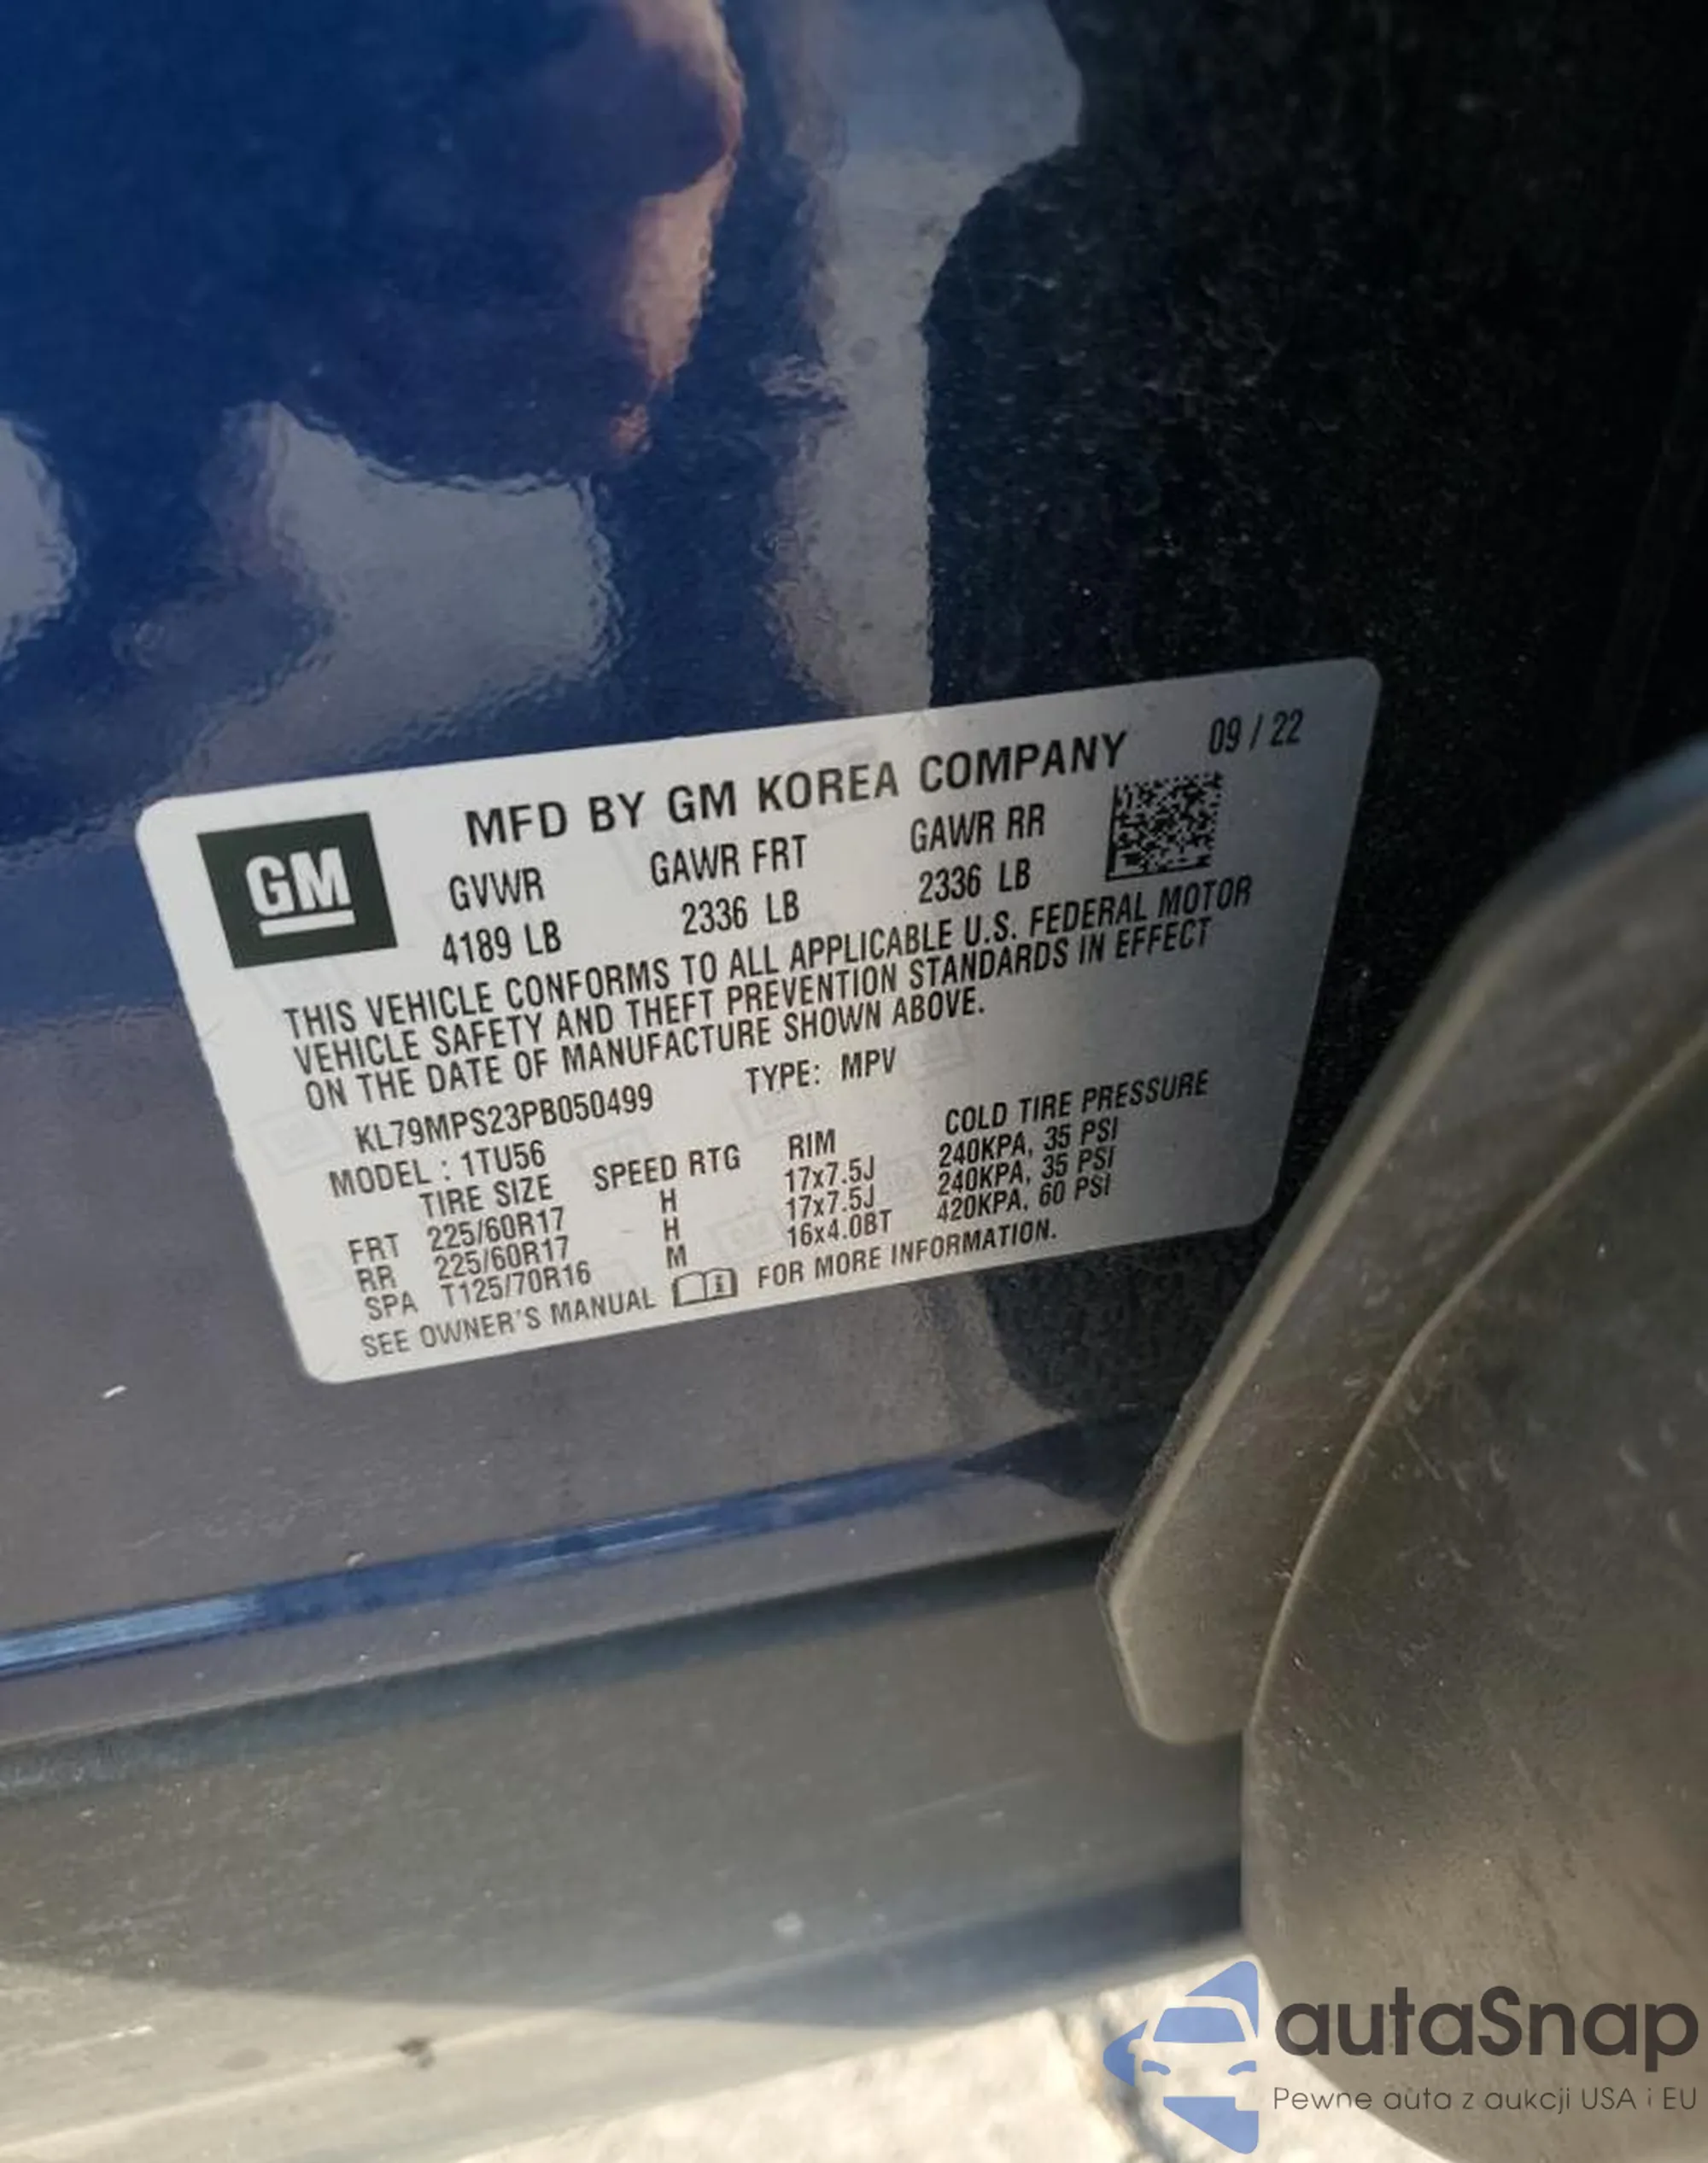 MFD BY GM KOREA COMPANY 09 / 22
GM
GVWR GAWR FRT GAWR RR
4189 LB 2336 LB 2336 LB
THIS VEHICLE CONFORMS TO ALL APPLICABLE U.S. FEDERAL MOTOR
VEHICLE SAFETY AND THEFT PREVENTION STANDARDS IN EFFECT
ON THE DATE OF MANUFACTURE SHOWN ABOVE.
KL79MPS23PB050499 TYPE: MPV
MODEL : 1TU56
TIRE SIZE SPEED RTG RIM COLD TIRE PRESSURE
FRT 225/60R17 H 17x7.5J 240KPA, 35 PSI
RR 225/60R17 H 17x7.5J 240KPA, 35 PSI
SPA T125/70R16 M 16x4.0BT 420KPA, 60 PSI
SEE OWNER'S MANUAL FOR MORE INFORMATION.
autaSnap
Pewne auta z aukcji USA i EU